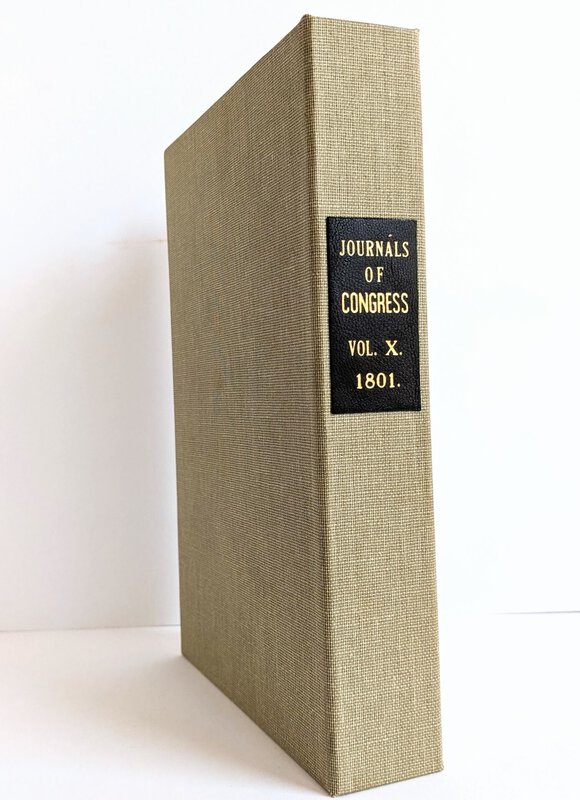 JOURNALS
OF
CONGRESS
VOL. X.
1801.